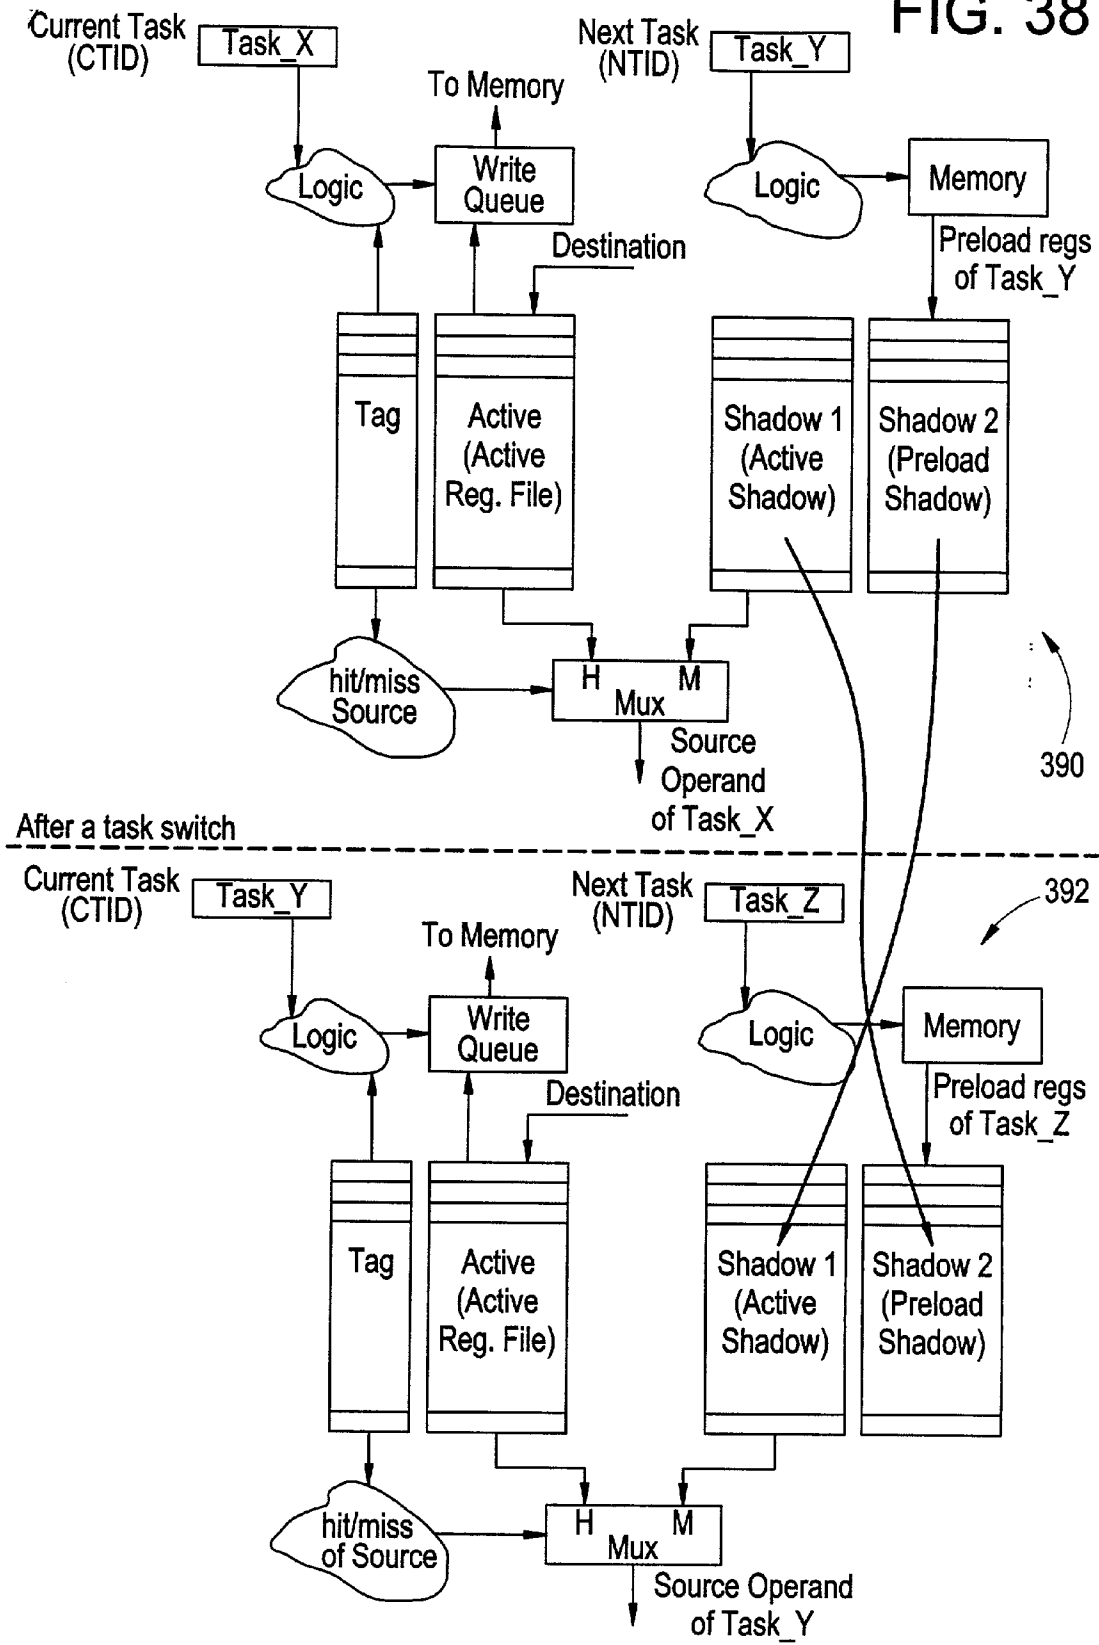 FIG. 38
Current Task
(CTID)
Task_X
Next Task
(NTID)
Task_Y
To Memory
Logic
Write
Queue
Logic
Memory
Destination
Preload regs
of Task_Y
Tag
Active
(Active
Reg. File)
Shadow 1
(Active
Shadow)
Shadow 2
(Preload
Shadow)
hit/miss
Source
H
M
Mux
Source
Operand
of Task_X
390
After a task switch
Current Task
(CTID)
Task_Y
Next Task
(NTID)
Task_Z
392
To Memory
Logic
Write
Queue
Logic
Memory
Destination
Preload regs
of Task_Z
Tag
Active
(Active
Reg. File)
Shadow 1
(Active
Shadow)
Shadow 2
(Preload
Shadow)
hit/miss
of Source
H
M
Mux
Source Operand
of Task_Y